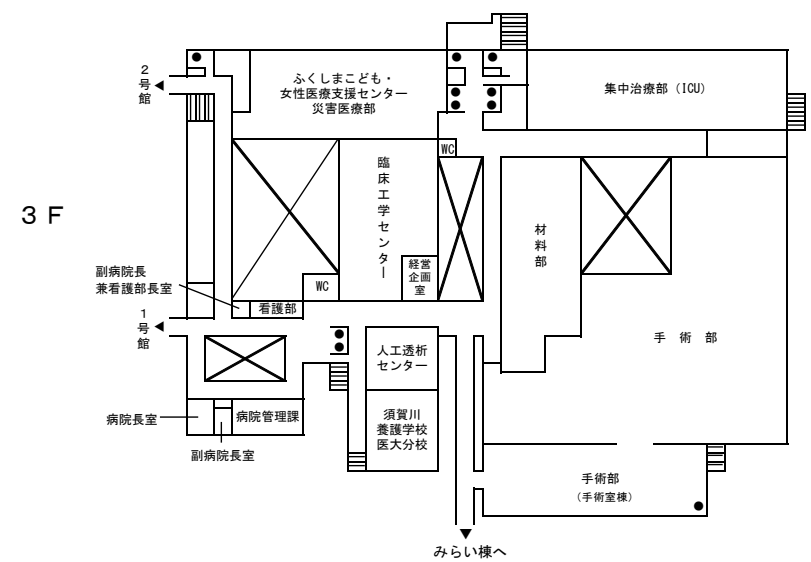 2号館
ふくしまこども・
女性医療支援センター
災害医療部
集中治療部（ICU）
WC
臨床工学センター
材料部
3 F
経営
企画
室
副病院長
兼看護部長室
WC
看護部
1号館
人工透析
センター
手 術 部
須賀川
養護学校
医大分校
病院長室
病院管理課
副病院長室
手術部
（手術室棟）
みらい棟へ